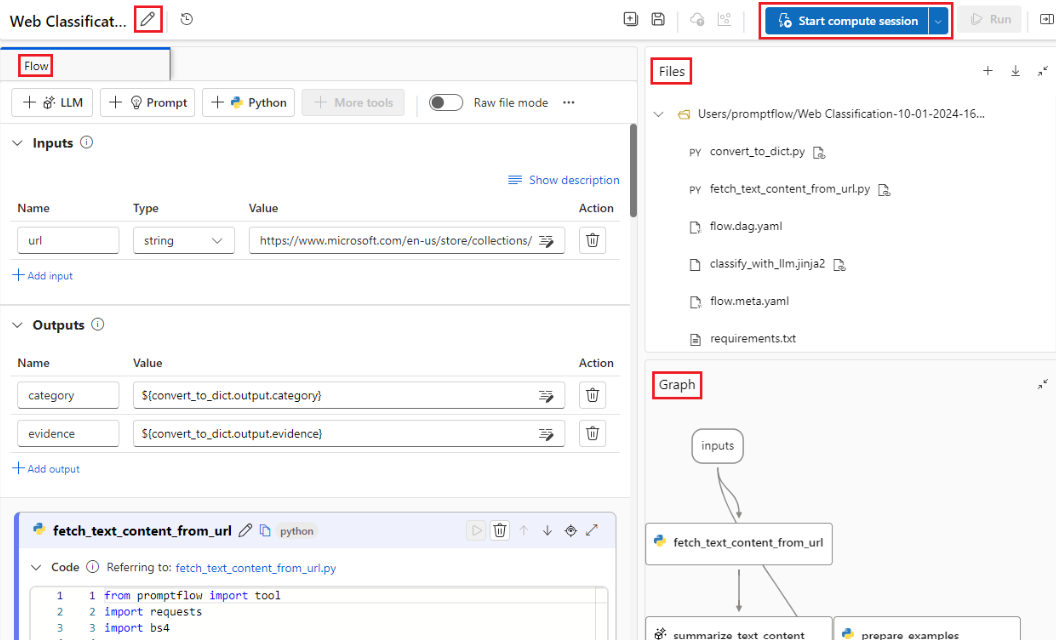 Web Classificat...
Start compute session
Run
Flow
LLM
Prompt
Python
More tools
Raw file mode
Inputs
Show description
Name Type Value Action
url string https://www.microsoft.com/en-us/store/collections/
Add input
Outputs
Name Value Action
category ${convert_to_dict.output.category}
evidence ${convert_to_dict.output.evidence}
Add output
fetch_text_content_from_url python
Code Referring to: fetch_text_content_from_url.py
1 1 from promptflow import tool
2 2 import requests
3 3 import bs4
Files
Users/promptflow/Web Classification-10-01-2024-16...
PY convert_to_dict.py
PY fetch_text_content_from_url.py
flow.dag.yaml
classify_with_llm.jinja2
flow.meta.yaml
requirements.txt
Graph
inputs
fetch_text_content_from_url
summarize_text_content
prepare_examples